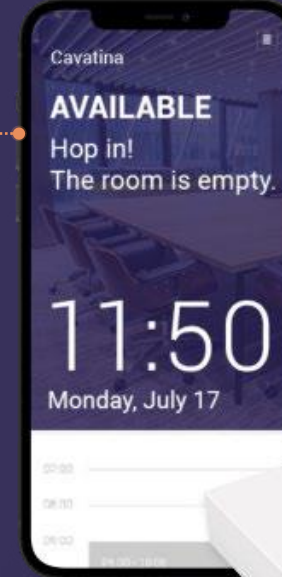 Cavatina
AVAILABLE
Hop in!
The room is empty.
11:50
Monday, July 17
07:00
08:00
09:00